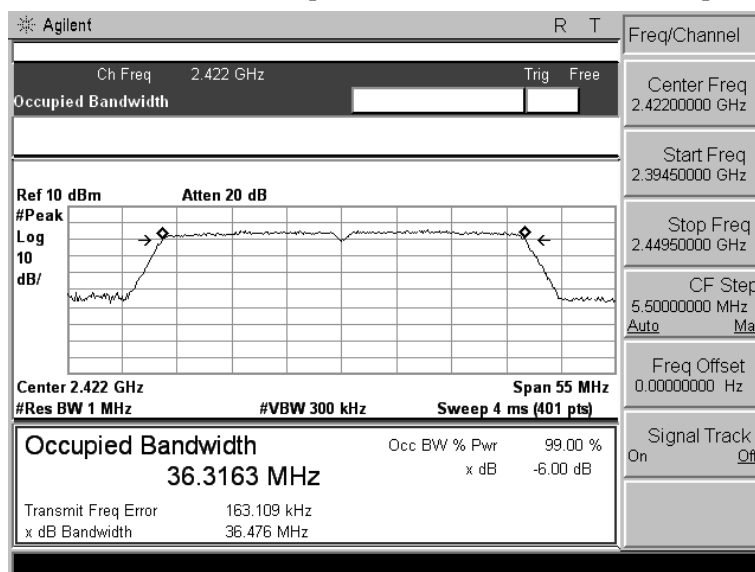 Agilent R T
Ch Freq 2.422 GHz Trig Free
Occupied Bandwidth
Ref 10 dBm Atten 20 dB
#Peak
Log
10
dB/
Center 2.422 GHz Span 55 MHz
#Res BW 1 MHz #VBW 300 kHz Sweep 4 ms (401 pts)
Occupied Bandwidth Occ BW % Pwr 99.00 %
36.3163 MHz x dB -6.00 dB
Transmit Freq Error 163.109 kHz
x dB Bandwidth 36.476 MHz
Freq/Channel
Center Freq
2.42200000 GHz
Start Freq
2.39450000 GHz
Stop Freq
2.44950000 GHz
CF Step
5.50000000 MHz
Auto Ma
Freq Offset
0.00000000 Hz
Signal Track
On Off